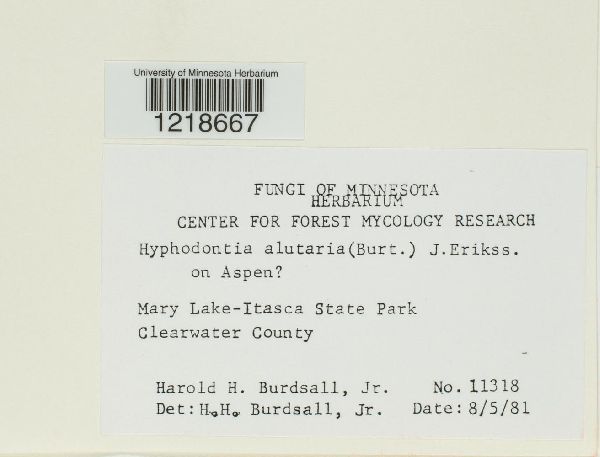 University of Minnesota Herbarium
1218667
FUNGI OF MINNESOTA
HERBARIUM
CENTER FOR FOREST MYCOLOGY RESEARCH
Hyphodontia alutaria(Burt.) J.Erikss.
on Aspen?
Mary Lake-Itasca State Park
Clearwater County
Harold H. Burdsall, Jr. No. 11318
Det: H.H. Burdsall, Jr. Date: 8/5/81